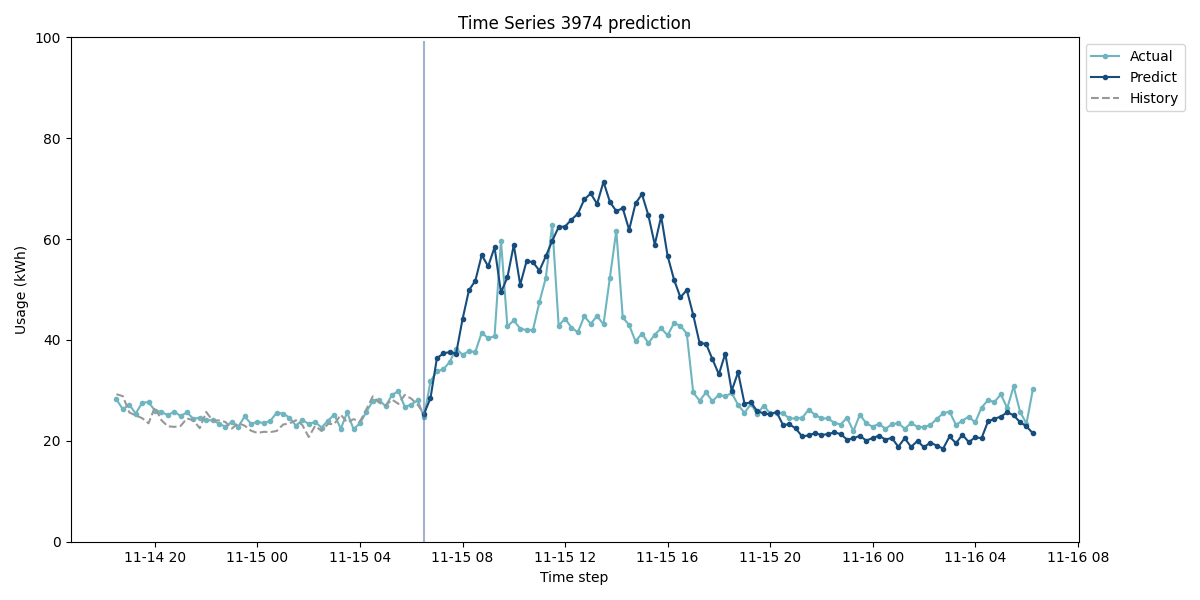 Time Series 3974 prediction
100
80
60
40
20
0
Usage (kWh)
11-14 20
11-15 00
11-15 04
11-15 08
11-15 12
11-15 16
11-15 20
11-16 00
11-16 04
11-16 08
Time step
Actual
Predict
History